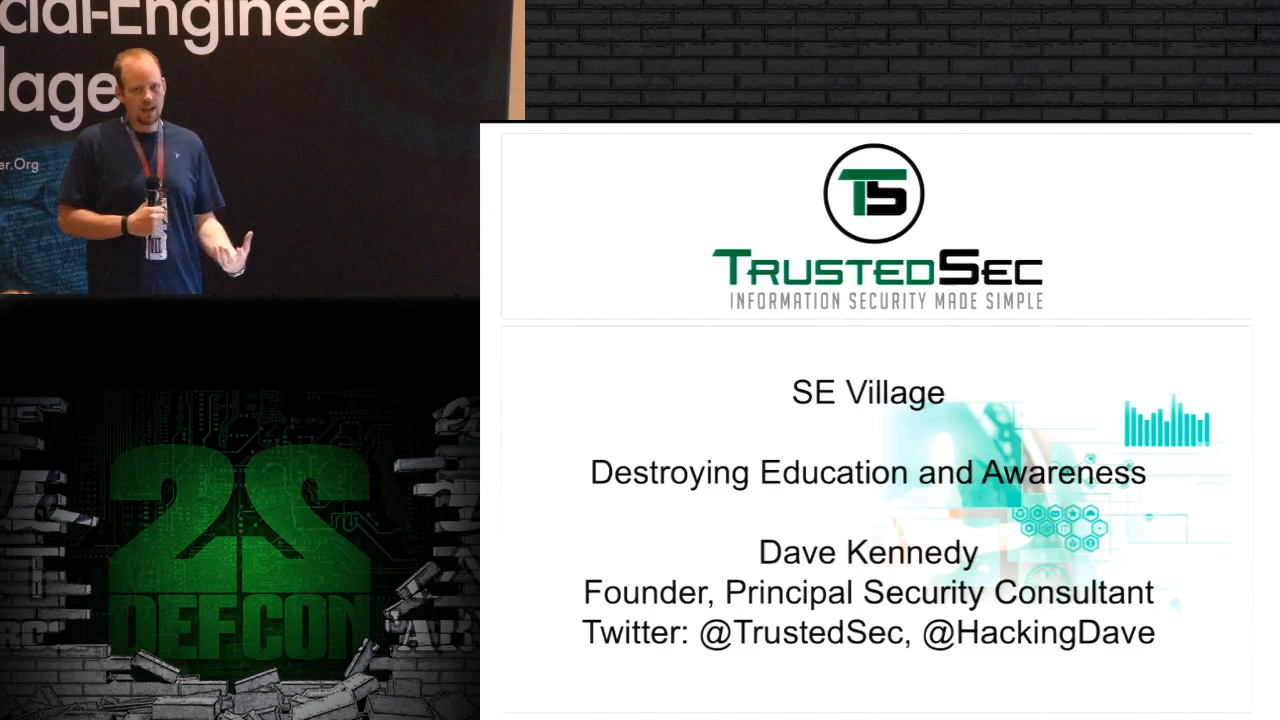 cial-Engineer
lage
er.Org
TS
TRUSTEDSEC
INFORMATION SECURITY MADE SIMPLE
SE Village
Destroying Education and Awareness
Dave Kennedy
Founder, Principal Security Consultant
Twitter: @TrustedSec, @HackingDave
22
DEFCON